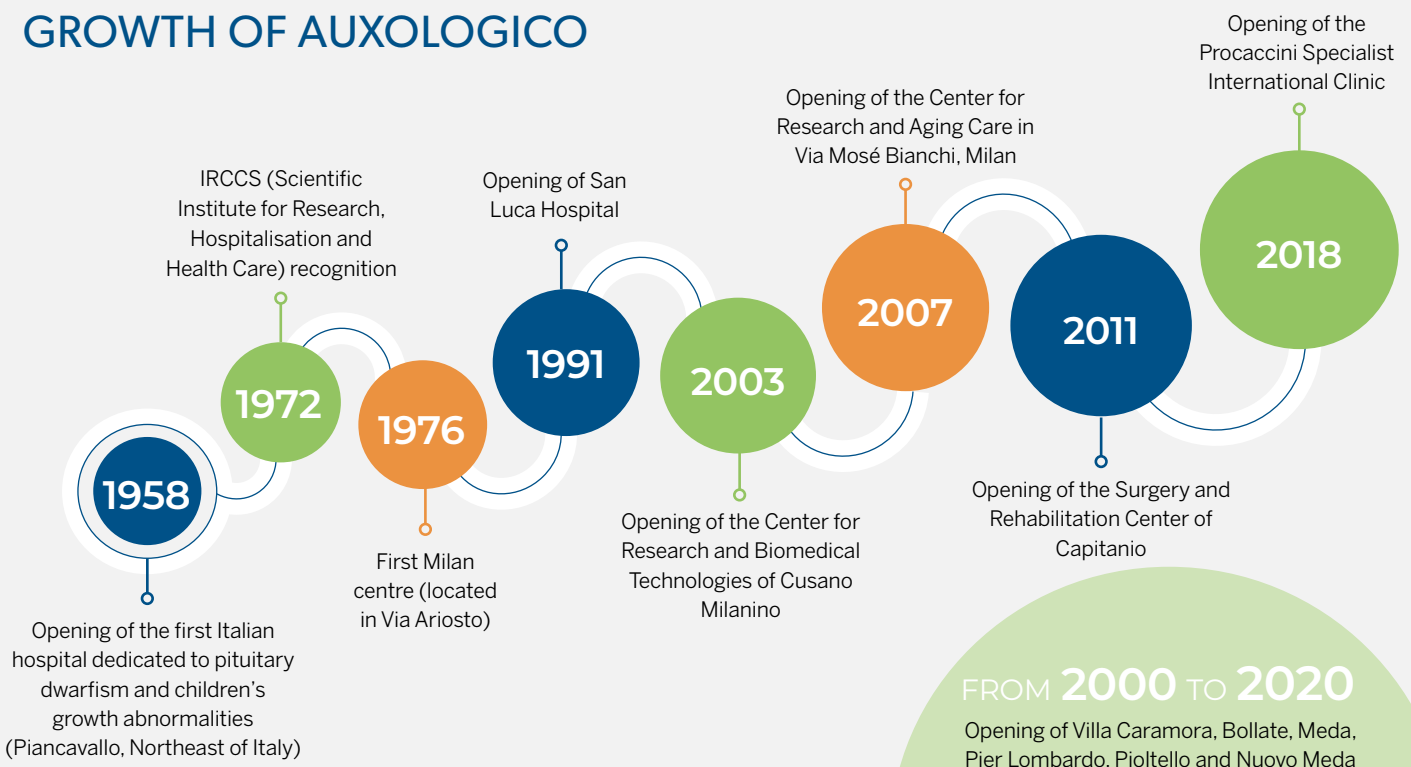 GROWTH OF AUXOLOGICO
1958
Opening of the first Italian
hospital dedicated to pituitary
dwarfism and children's
growth abnormalities
(Piancavallo, Northeast of Italy)
IRCCS (Scientific
Institute for Research,
Hospitalisation and
Health Care) recognition
1972
1976
First Milan
centre (located
in Via Ariosto)
Opening of San
Luca Hospital
1991
2003
Opening of the Center for
Research and Biomedical
Technologies of Cusano
Milanino
Opening of the Center for
Research and Aging Care in
Via Mosé Bianchi, Milan
2007
2011
Opening of the Surgery and
Rehabilitation Center of
Capitanio
Opening of the
Procaccini Specialist
International Clinic
2018
FROM 2000 TO 2020
Opening of Villa Caramora, Bollate, Meda,
Pier Lombardo, Pioltello and Nuovo Meda